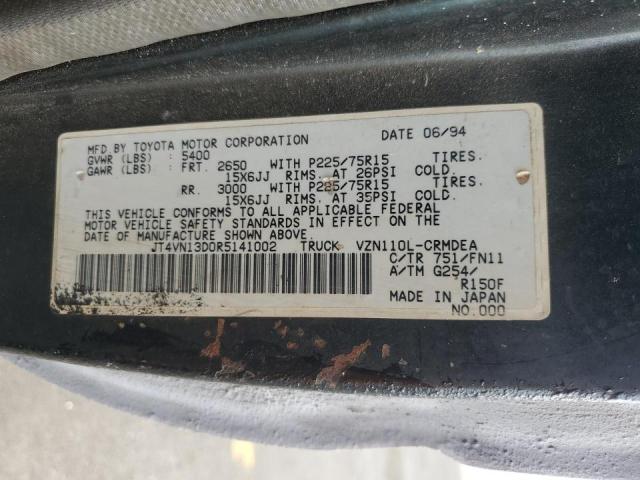 MFD.BY TOYOTA MOTOR CORPORATION DATE 06/94
GVWR (LBS) : 5400
GAWR (LBS) : FRT. 2650 WITH P225/75R15 TIRES.
15X6JJ RIMS. AT 26PSI COLD.
RR. 3000 WITH P225/75R15 TIRES.
15X6JJ RIMS. AT 35PSI COLD.
THIS VEHICLE CONFORMS TO ALL APPLICABLE FEDERAL
MOTOR VEHICLE SAFETY STANDARDS IN EFFECT ON THE
DATE OF MANUFACTURE SHOWN ABOVE.
JT4VN13D0R5141002 TRUCK VZN110L-CRMDEA
C/TR 751/FN11
A/TM G254/
R150F
MADE IN JAPAN
NO.000